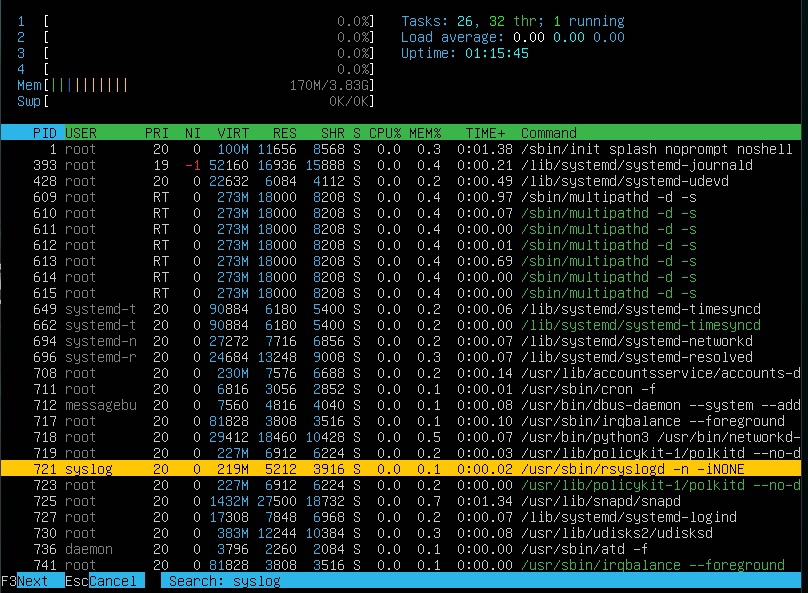 1 [ 0.0%] Tasks: 26, 32 thr; 1 running
2 [ 0.0%] Load average: 0.00 0.00 0.00
3 [ 0.0%] Uptime: 01:15:45
4 [ 0.0%]
Mem[||||||||||| 170M/3.83G]
Swp[ 0K/0K]
PID USER PRI NI VIRT RES SHR S CPU% MEM% TIME+ Command
1 root 20 0 100M 11656 8568 S 0.0 0.3 0:01.38 /sbin/init splash noprompt noshell
393 root 19 -1 52160 16936 15888 S 0.0 0.4 0:00.21 /lib/systemd/systemd-journald
428 root 20 0 22632 6084 4112 S 0.0 0.2 0:00.49 /lib/systemd/systemd-udevd
609 root RT 0 273M 18000 8208 S 0.0 0.4 0:00.97 /sbin/multipathd -d -s
610 root RT 0 273M 18000 8208 S 0.0 0.4 0:00.07 /sbin/multipathd -d -s
611 root RT 0 273M 18000 8208 S 0.0 0.4 0:00.00 /sbin/multipathd -d -s
612 root RT 0 273M 18000 8208 S 0.0 0.4 0:00.01 /sbin/multipathd -d -s
613 root RT 0 273M 18000 8208 S 0.0 0.4 0:00.69 /sbin/multipathd -d -s
614 root RT 0 273M 18000 8208 S 0.0 0.4 0:00.00 /sbin/multipathd -d -s
615 root RT 0 273M 18000 8208 S 0.0 0.4 0:00.00 /sbin/multipathd -d -s
649 systemd-t 20 0 90884 6180 5400 S 0.0 0.2 0:00.06 /lib/systemd/systemd-timesyncd
662 systemd-t 20 0 90884 6180 5400 S 0.0 0.2 0:00.00 /lib/systemd/systemd-timesyncd
694 systemd-n 20 0 27272 7716 6856 S 0.0 0.2 0:00.07 /lib/systemd/systemd-networkd
696 systemd-r 20 0 24684 13248 9008 S 0.0 0.3 0:00.07 /lib/systemd/systemd-resolved
708 root 20 0 230M 7576 6688 S 0.0 0.2 0:00.14 /usr/lib/accountsservice/accounts-d
711 root 20 0 6816 3056 2852 S 0.0 0.1 0:00.01 /usr/sbin/cron -f
712 messagebu 20 0 7560 4816 4040 S 0.0 0.1 0:00.08 /usr/bin/dbus-daemon --system --add
717 root 20 0 81828 3808 3516 S 0.0 0.1 0:00.10 /usr/sbin/irqbalance --foreground
718 root 20 0 29412 18460 10428 S 0.0 0.5 0:00.07 /usr/bin/python3 /usr/bin/networkd-
719 root 20 0 227M 6912 6224 S 0.0 0.2 0:00.03 /usr/lib/policykit-1/polkitd --no-d
721 syslog 20 0 219M 5212 3916 S 0.0 0.1 0:00.02 /usr/sbin/rsyslogd -n -iNONE
723 root 20 0 227M 6912 6224 S 0.0 0.2 0:00.00 /usr/lib/policykit-1/polkitd --no-d
725 root 20 0 1432M 27500 18732 S 0.0 0.7 0:01.34 /usr/lib/snapd/snapd
727 root 20 0 17308 7848 6968 S 0.0 0.2 0:00.07 /lib/systemd/systemd-logind
730 root 20 0 383M 12244 10384 S 0.0 0.3 0:00.08 /usr/lib/udisks2/udisksd
736 daemon 20 0 3796 2260 2084 S 0.0 0.1 0:00.00 /usr/sbin/atd -f
741 root 20 0 81828 3808 3516 S 0.0 0.1 0:00.00 /usr/sbin/irqbalance --foreground
F3Next EscCancel Search: syslog